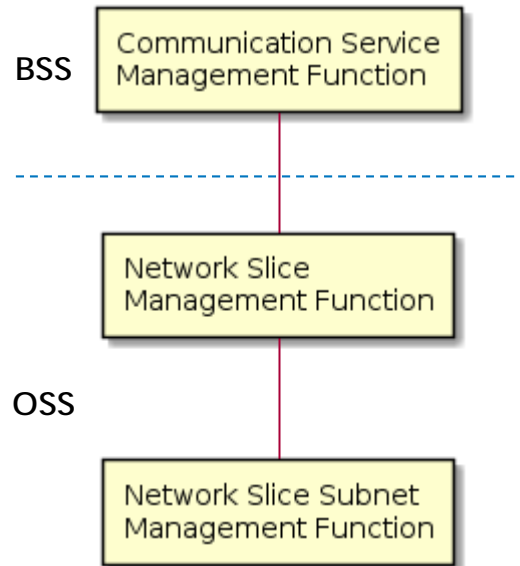 Communication Service
BSS
Management Function
Network Slice
Management Function
OSS
Network Slice Subnet
Management Function